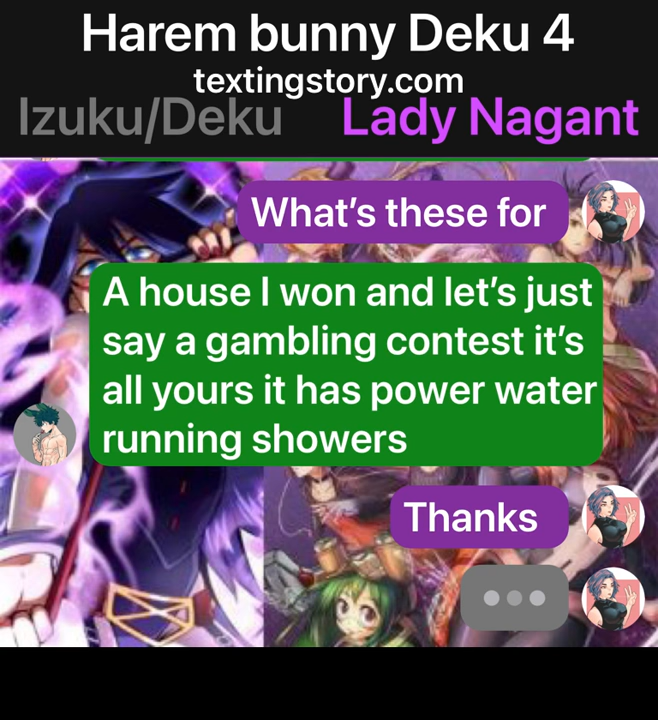 Harem bunny Deku 4
textingstory.com
Izuku/Deku Lady Nagant
What’s these for
A house I won and let’s just
say a gambling contest it’s
all yours it has power water
running showers
Thanks